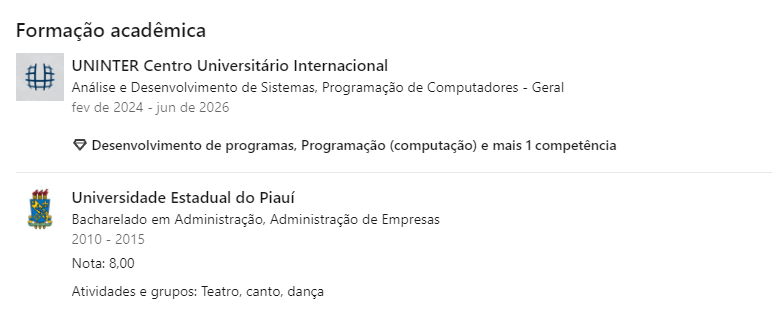 Formação acadêmica
UNINTER Centro Universitário Internacional
Análise e Desenvolvimento de Sistemas, Programação de Computadores - Geral
fev de 2024 - jun de 2026
Desenvolvimento de programas, Programação (computação) e mais 1 competência
Universidade Estadual do Piauí
Bacharelado em Administração, Administração de Empresas
2010 - 2015
Nota: 8,00
Atividades e grupos: Teatro, canto, dança